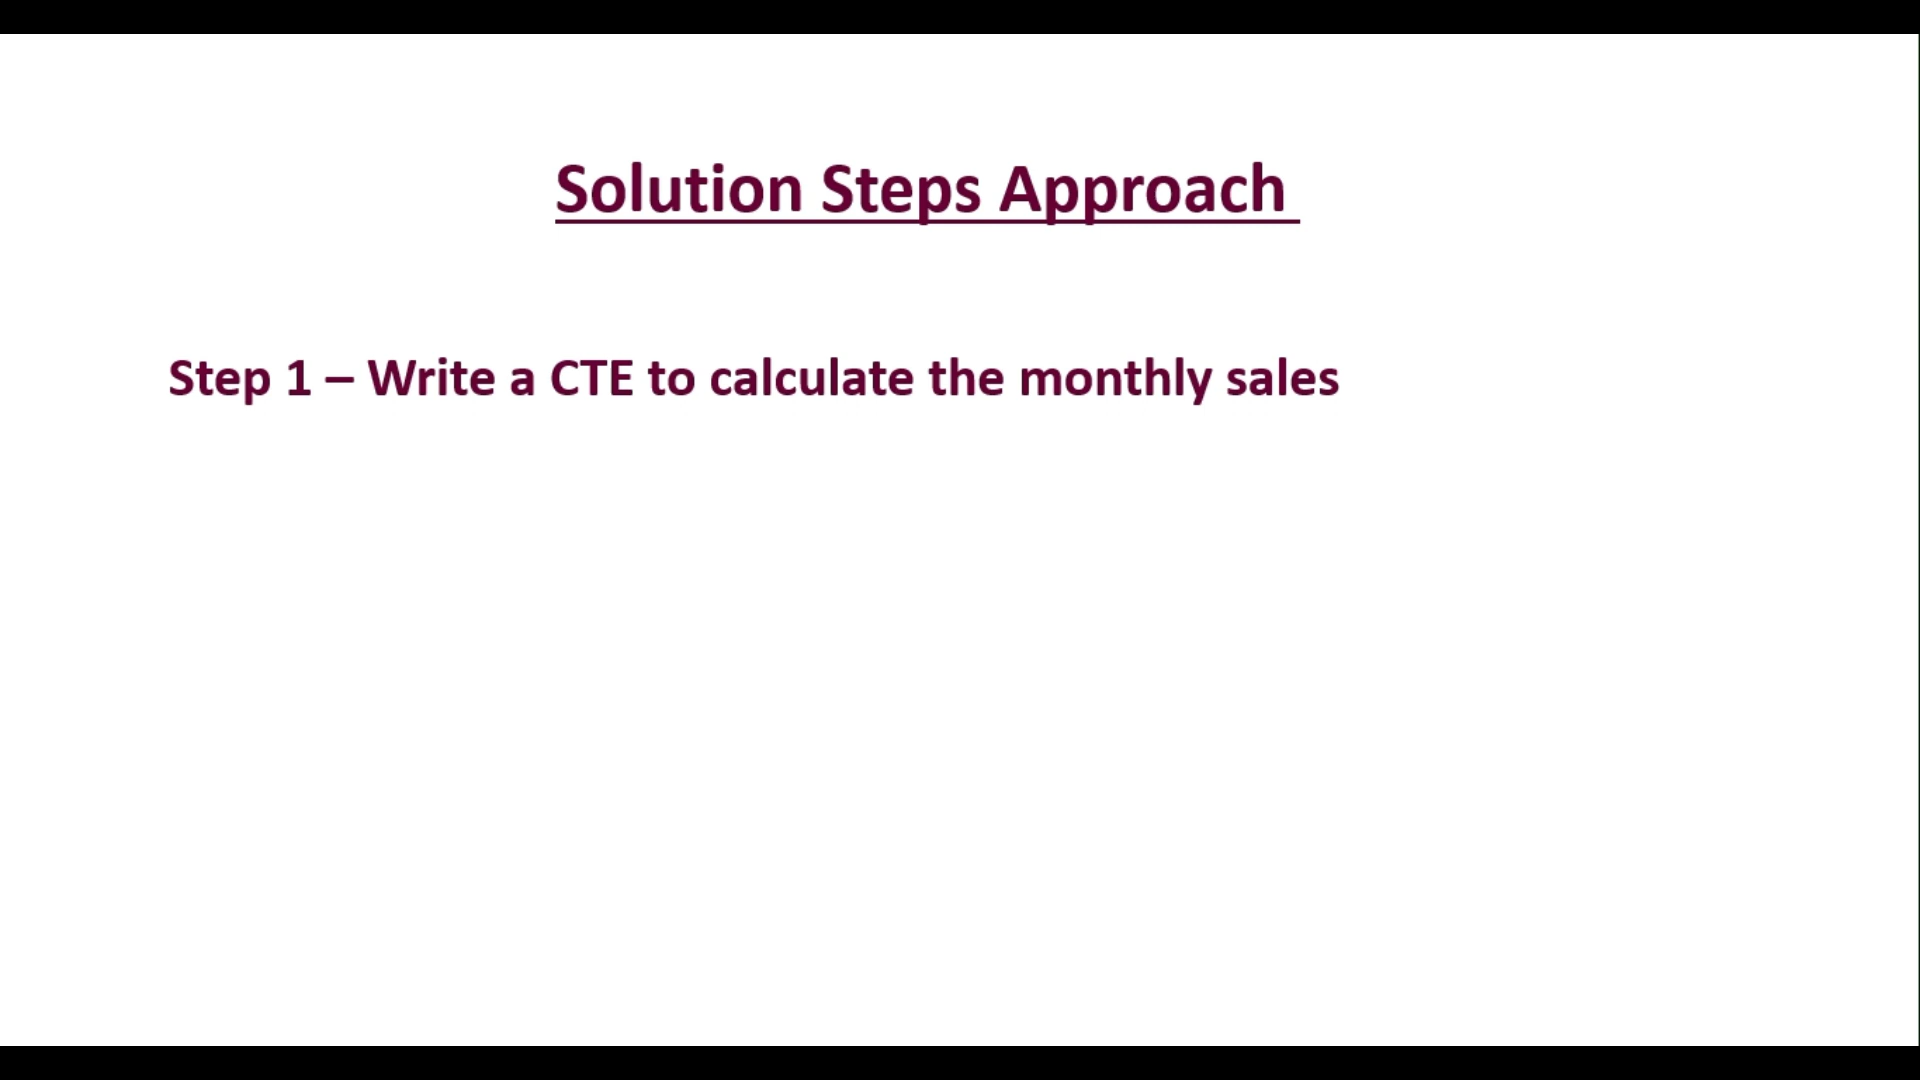 Solution Steps Approach
Step 1 – Write a CTE to calculate the monthly sales